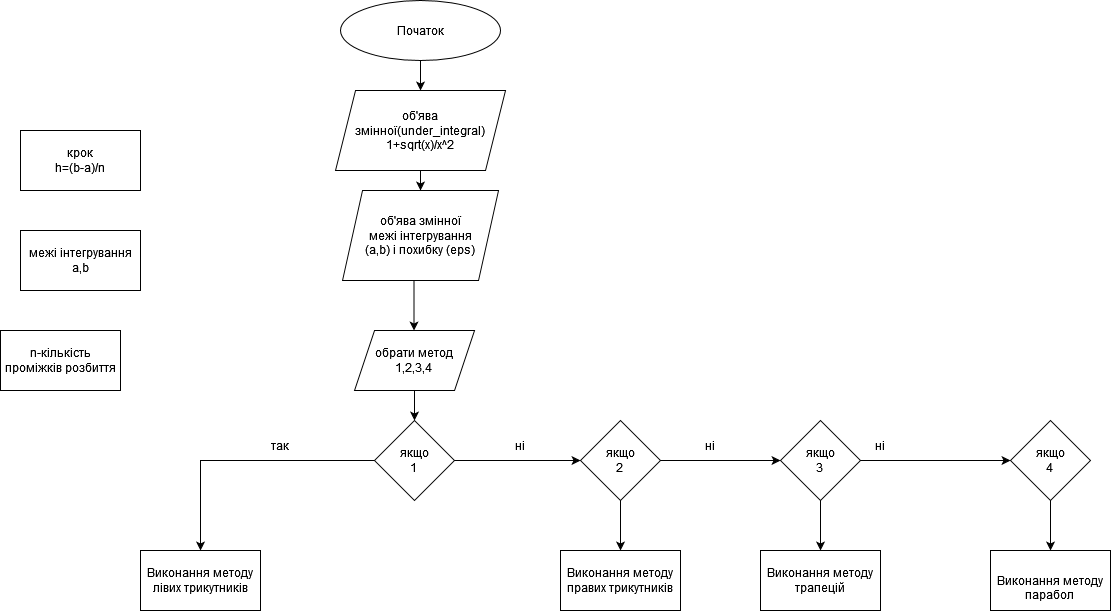 Початок
об'ява
змінної(under_integral)
1+sqrt(x)/x^2
крок
h=(b-a)/n
об'ява змінної
межі інтегрування
(a,b) і похибку (eps)
межі інтегрування
a,b
n-кількість
проміжків розбиття
обрати метод
1,2,3,4
так
якщо
1
ні
якщо
2
ні
якщо
3
ні
якщо
4
Виконання методу
лівих трикутників
Виконання методу
правих трикутників
Виконання методу
трапецій
Виконання методу
парабол